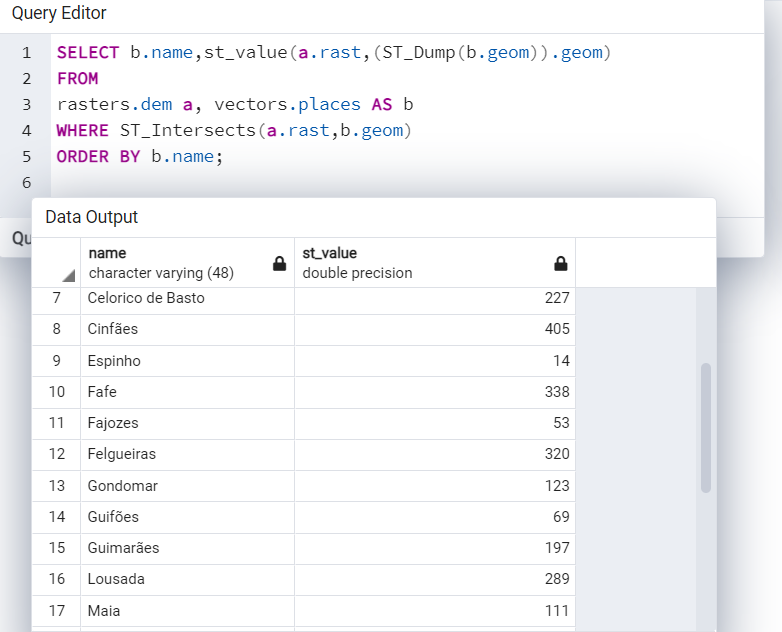 Query Editor
1 SELECT b.name,st_value(a.rast,(ST_Dump(b.geom)).geom)
2 FROM
3 rasters.dem a, vectors.places AS b
4 WHERE ST_Intersects(a.rast,b.geom)
5 ORDER BY b.name;
6
Qu
Data Output
name st_value
character varying (48) double precision
7 Celorico de Basto 227
8 Cinfães 405
9 Espinho 14
10 Fafe 338
11 Fajozes 53
12 Felgueiras 320
13 Gondomar 123
14 Guifões 69
15 Guimarães 197
16 Lousada 289
17 Maia 111